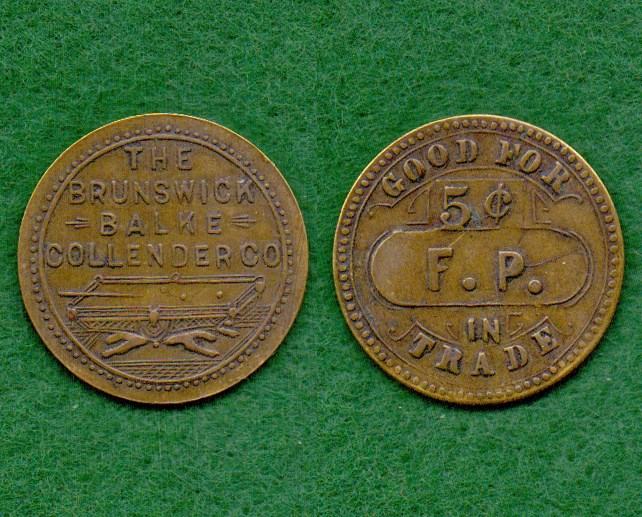 THE
BRUNSWICK
BALKE
COLLENDER CO
GOOD FOR
5¢
F. P.
IN
TRADE